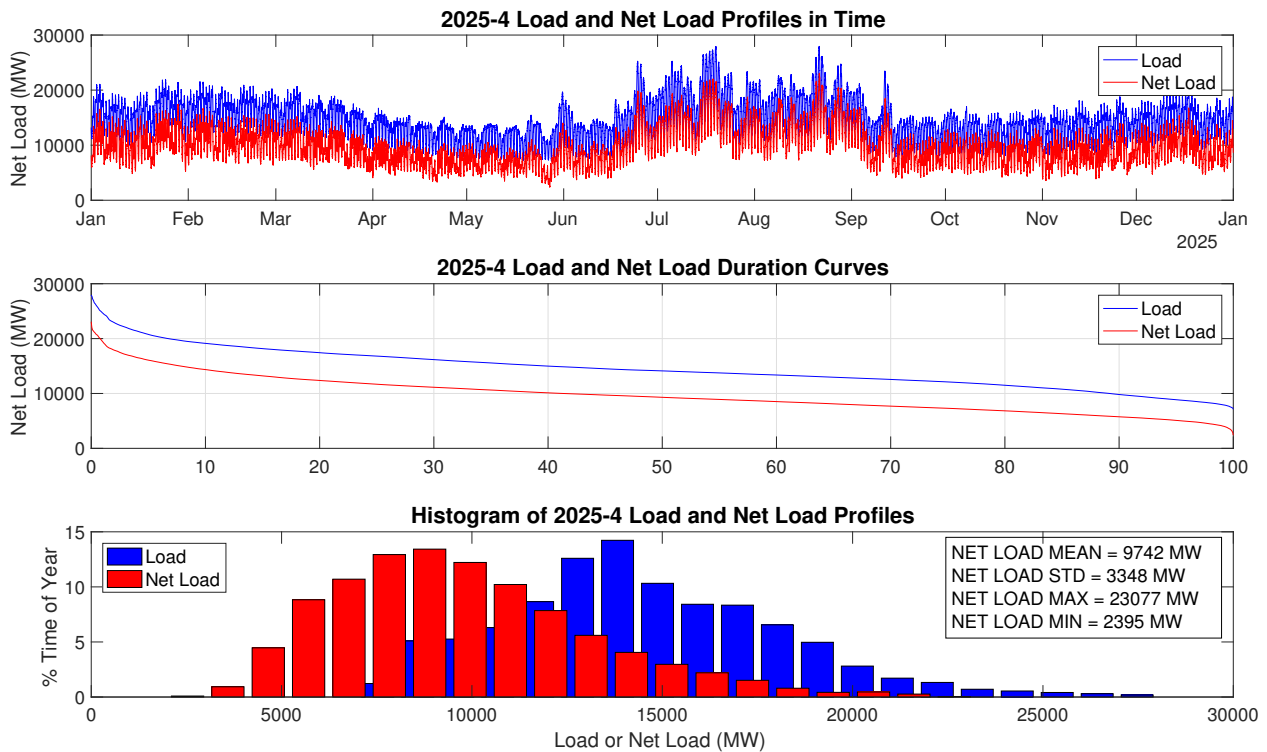 2025-4 Load and Net Load Profiles in Time
Net Load (MW)
30000
20000
10000
0
Load
Net Load
Jan Feb Mar Apr May Jun Jul Aug Sep Oct Nov Dec Jan
2025
2025-4 Load and Net Load Duration Curves
Net Load (MW)
30000
20000
10000
0
Load
Net Load
0 10 20 30 40 50 60 70 80 90 100
Histogram of 2025-4 Load and Net Load Profiles
% Time of Year
15
10
5
0
Load
Net Load
NET LOAD MEAN = 9742 MW
NET LOAD STD = 3348 MW
NET LOAD MAX = 23077 MW
NET LOAD MIN = 2395 MW
0 5000 10000 15000 20000 25000 30000
Load or Net Load (MW)